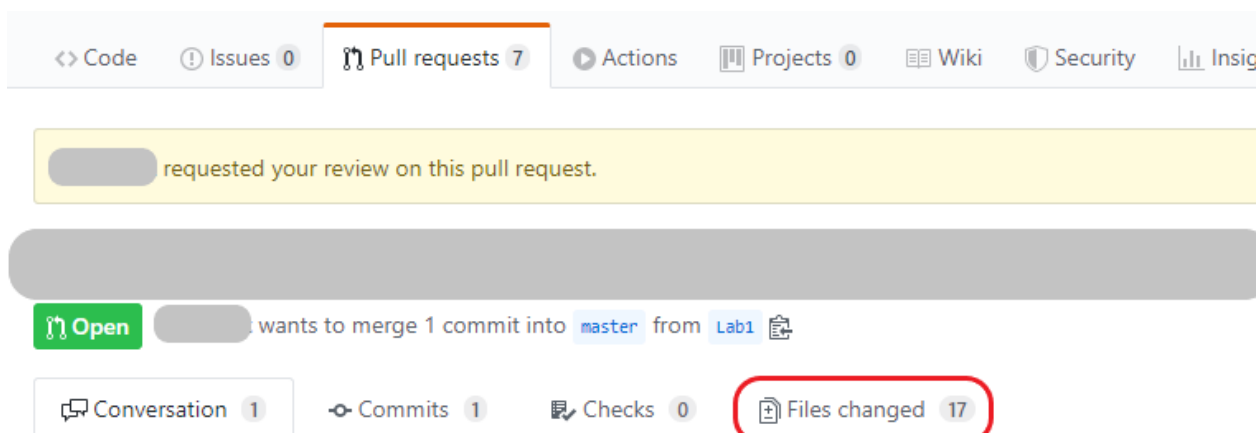 Code Issues 0 Pull requests 7 Actions Projects 0 Wiki Security Insig
requested your review on this pull request.
Open wants to merge 1 commit into master from Lab1
Conversation 1 Commits 1 Checks 0 Files changed 17